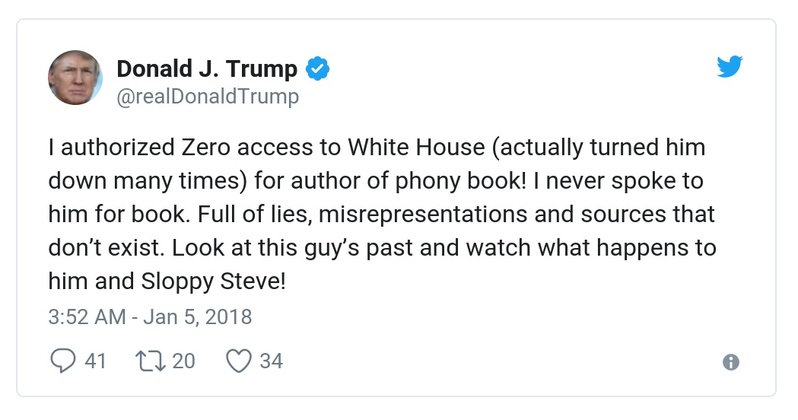 Donald J. Trump
@realDonaldTrump
I authorized Zero access to White House (actually turned him
down many times) for author of phony book! I never spoke to
him for book. Full of lies, misrepresentations and sources that
don’t exist. Look at this guy’s past and watch what happens to
him and Sloppy Steve!
3:52 AM - Jan 5, 2018
41 20 34